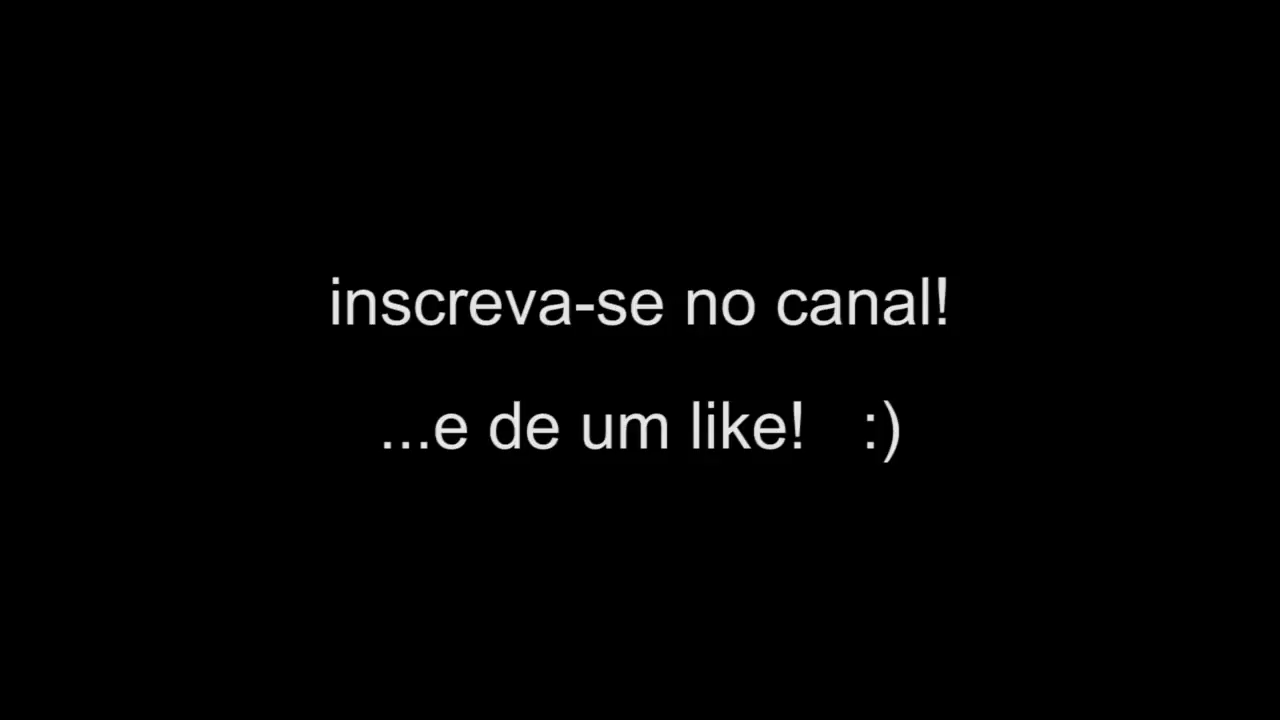 inscreva-se no canal!
...e de um like! :)